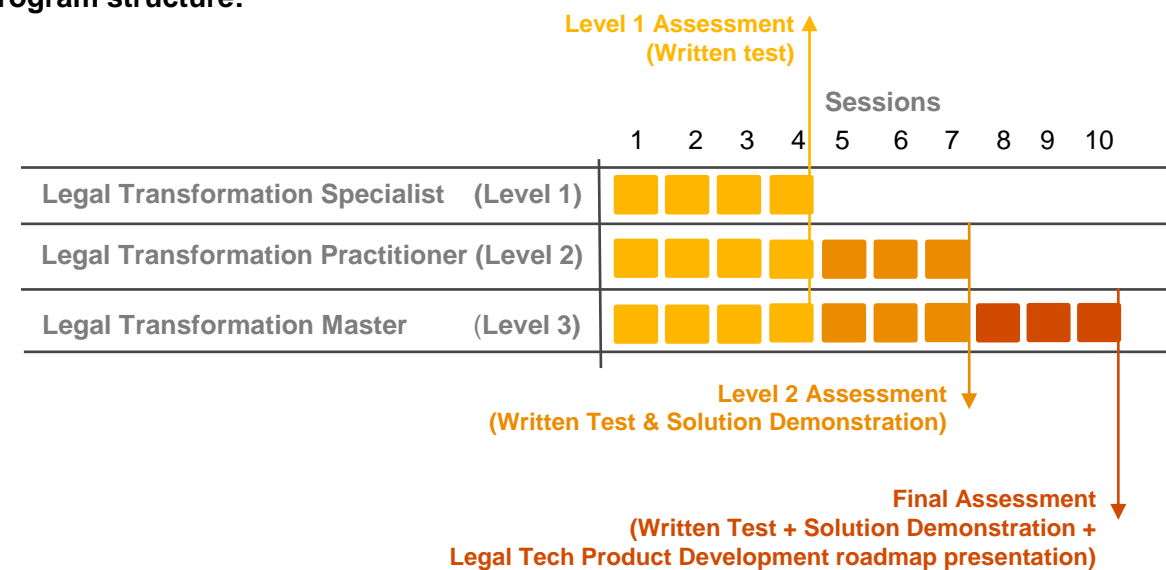 rogram structure:
Level 1 Assessment
(Written test)
Sessions
1 2 3 4 5 6 7 8 9 10
Legal Transformation Specialist (Level 1)
Legal Transformation Practitioner (Level 2)
Legal Transformation Master (Level 3)
Level 2 Assessment
(Written Test & Solution Demonstration)
Final Assessment
(Written Test + Solution Demonstration +
Legal Tech Product Development roadmap presentation)